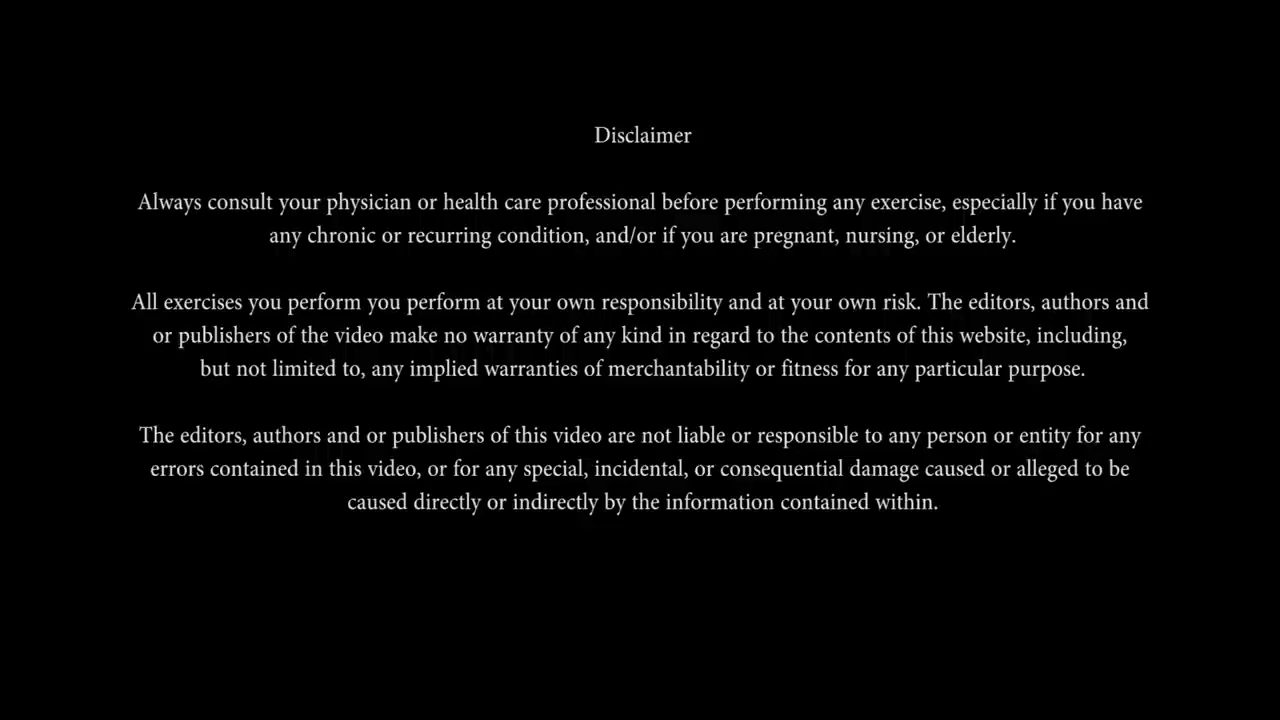 Disclaimer
Always consult your physician or health care professional before performing any exercise, especially if you have
any chronic or recurring condition, and/or if you are pregnant, nursing, or elderly.
All exercises you perform you perform at your own responsibility and at your own risk. The editors, authors and
or publishers of the video make no warranty of any kind in regard to the contents of this website, including,
but not limited to, any implied warranties of merchantability or fitness for any particular purpose.
The editors, authors and or publishers of this video are not liable or responsible to any person or entity for any
errors contained in this video, or for any special, incidental, or consequential damage caused or alleged to be
caused directly or indirectly by the information contained within.